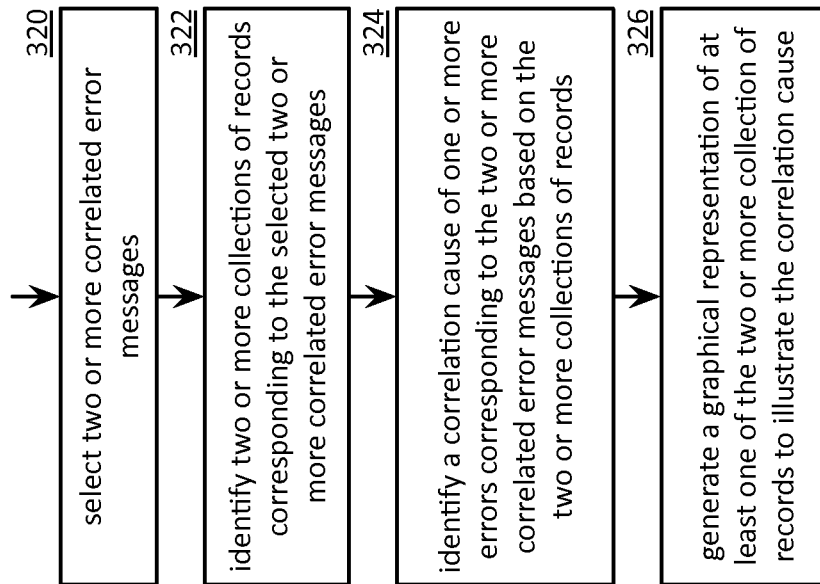 320
select two or more correlated error
messages
322
identify two or more collections of records
corresponding to the selected two or
more correlated error messages
324
identify a correlation cause of one or more
errors corresponding to the two or more
correlated error messages based on the
two or more collections of records
326
generate a graphical representation of at
least one of the two or more collection of
records to illustrate the correlation cause